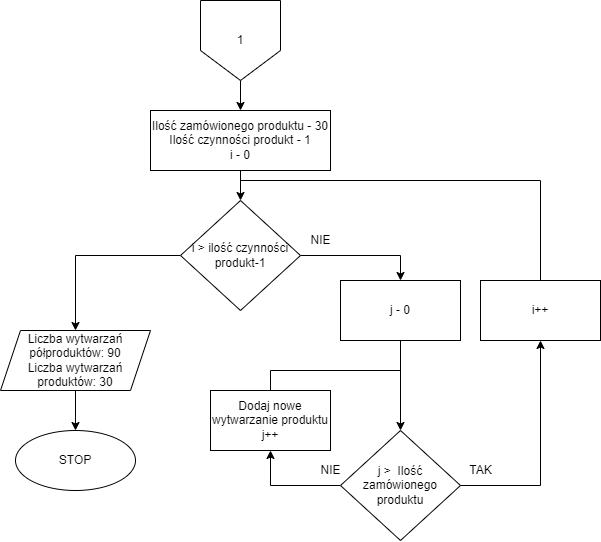 1
Ilość zamówionego produktu - 30
Ilość czynności produkt - 1
i - 0
i > ilość czynności
produkt-1
NIE
j - 0
i++
Liczba wytwarzań
półproduktów: 90
Liczba wytwarzań
produktów: 30
Dodaj nowe
wytwarzanie produktu
j++
STOP
NIE
j > Ilość
zamówionego
produktu
TAK